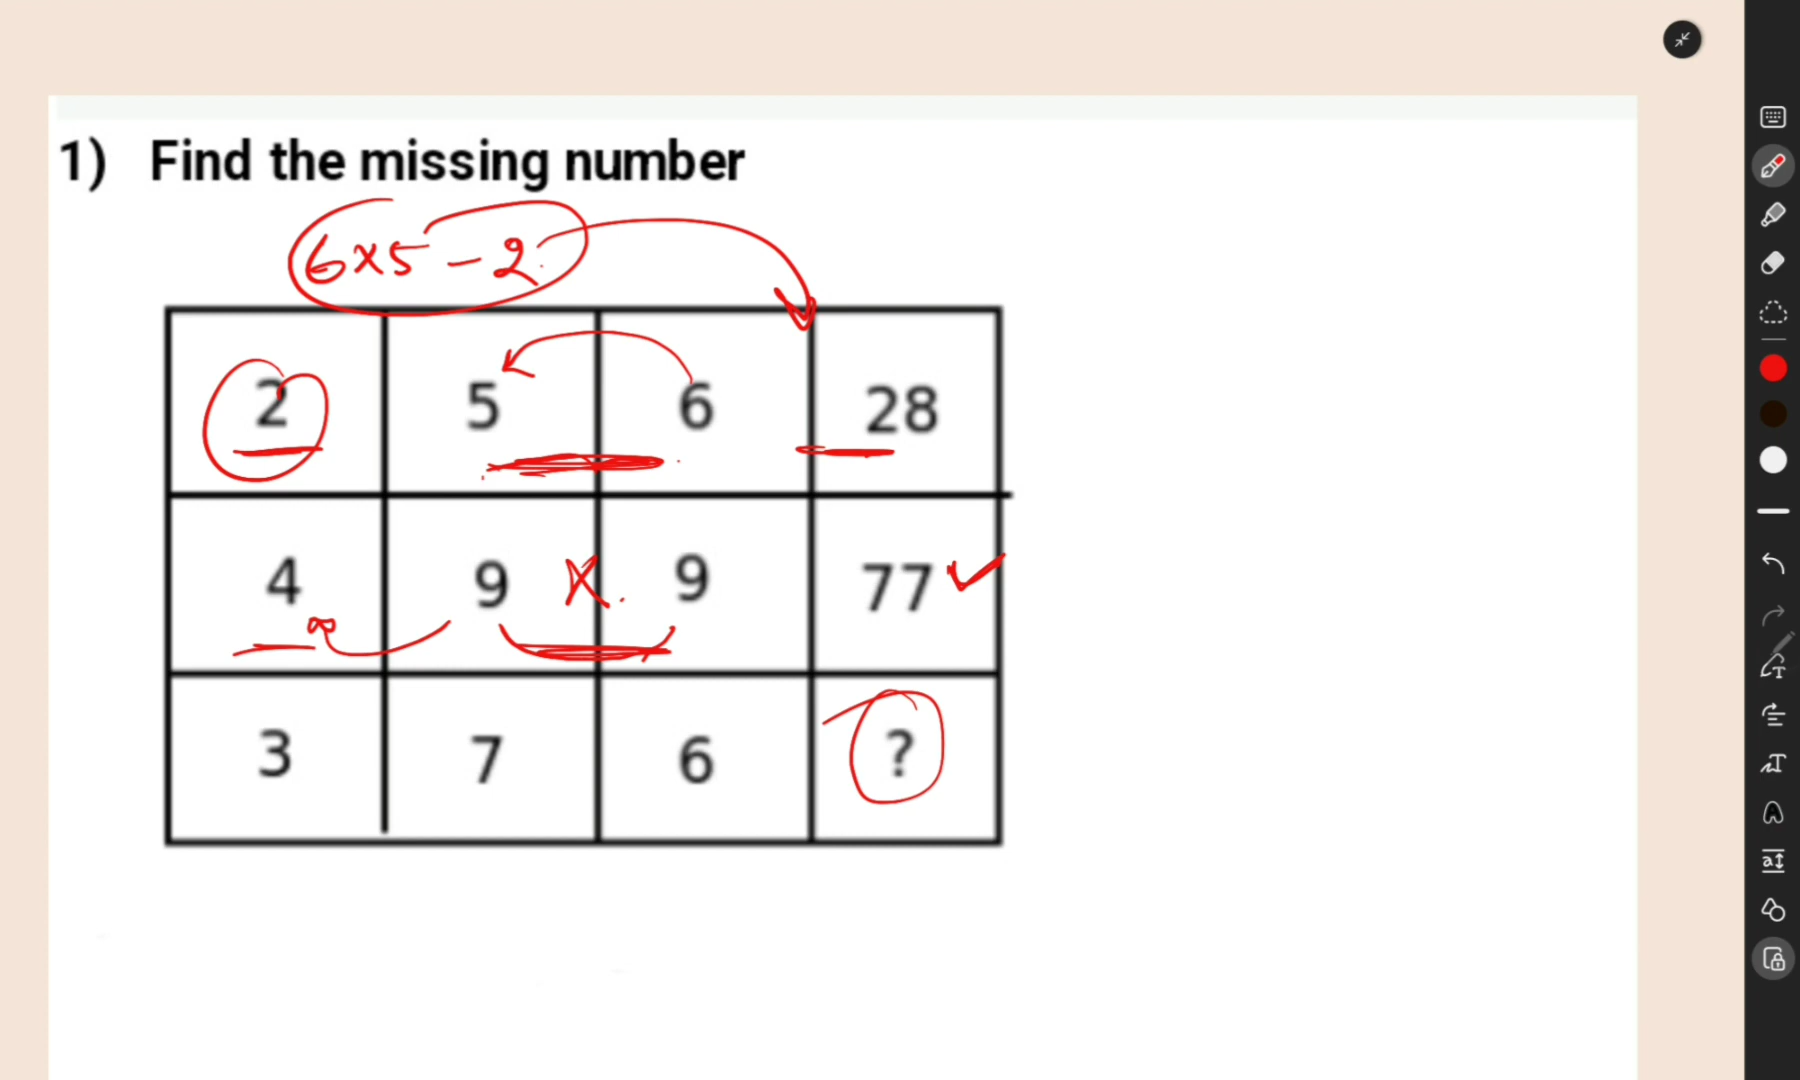 1) Find the missing number
6x5-2
2 5 6 28
4 9 x. 9 77 ✓
3 7 6 ?